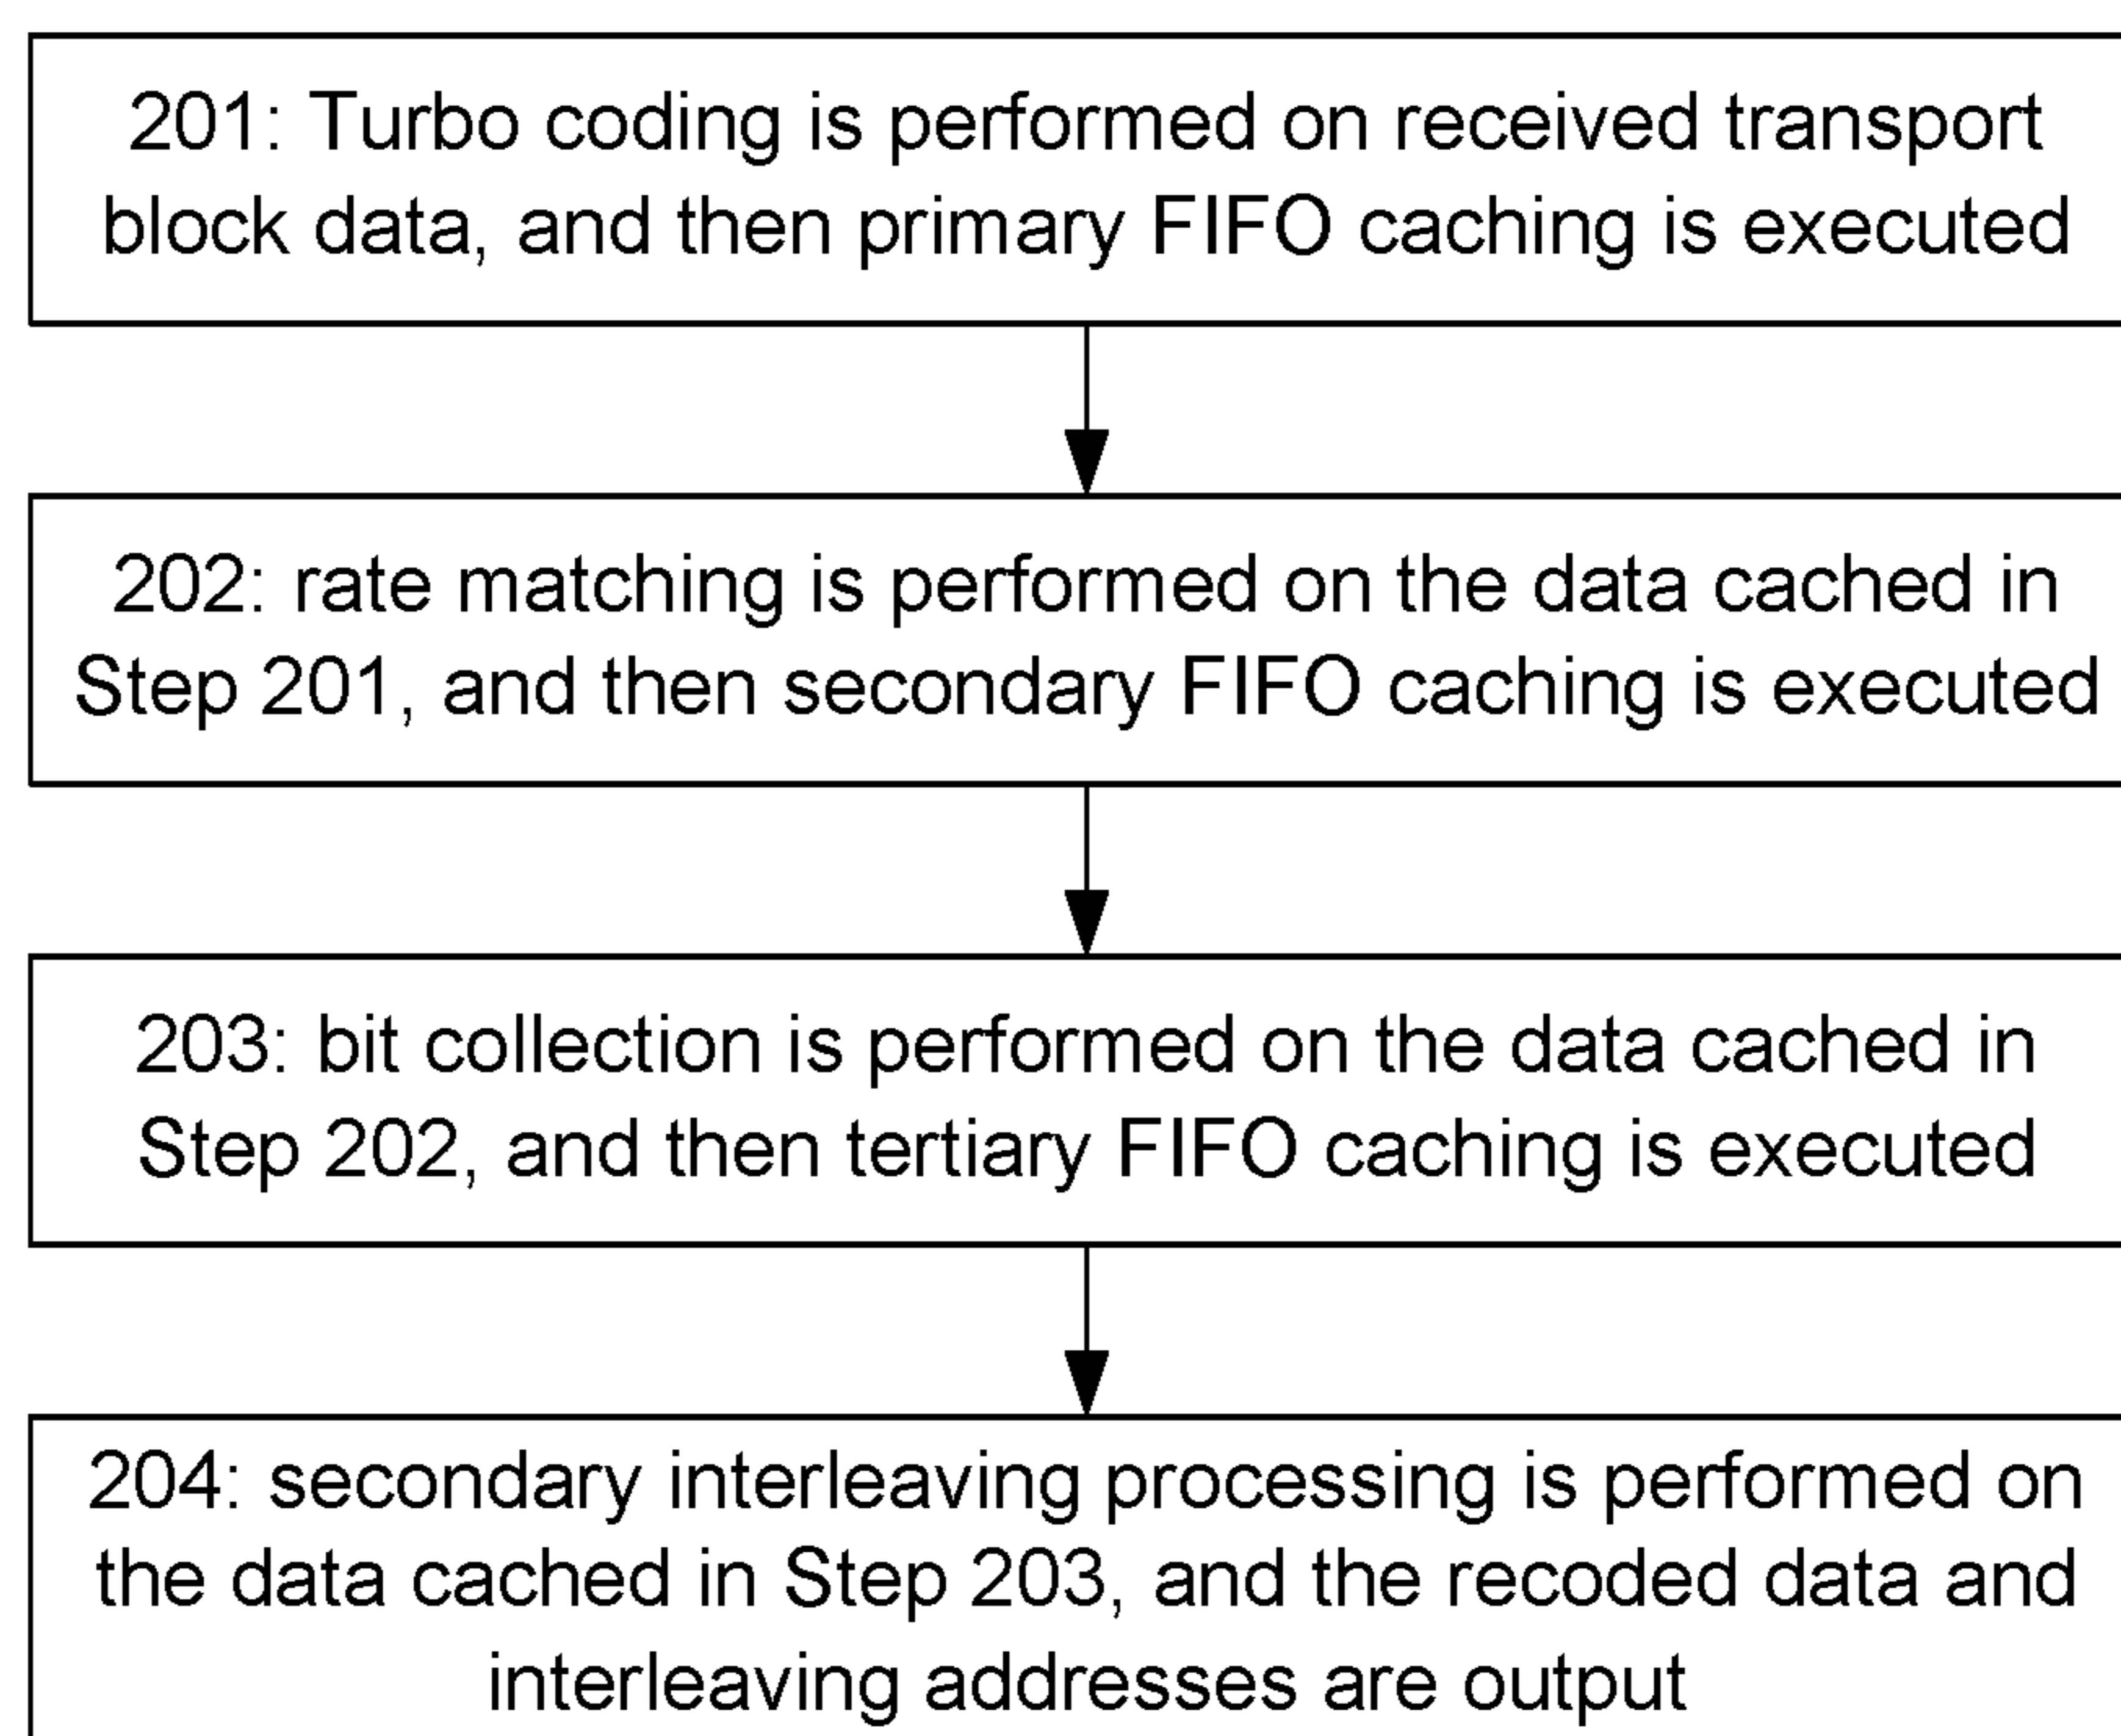 201: Turbo coding is performed on received transport
block data, and then primary FIFO caching is executed
202: rate matching is performed on the data cached in
Step 201, and then secondary FIFO caching is executed
203: bit collection is performed on the data cached in
Step 202, and then tertiary FIFO caching is executed
204: secondary interleaving processing is performed on
the data cached in Step 203, and the recoded data and
interleaving addresses are output